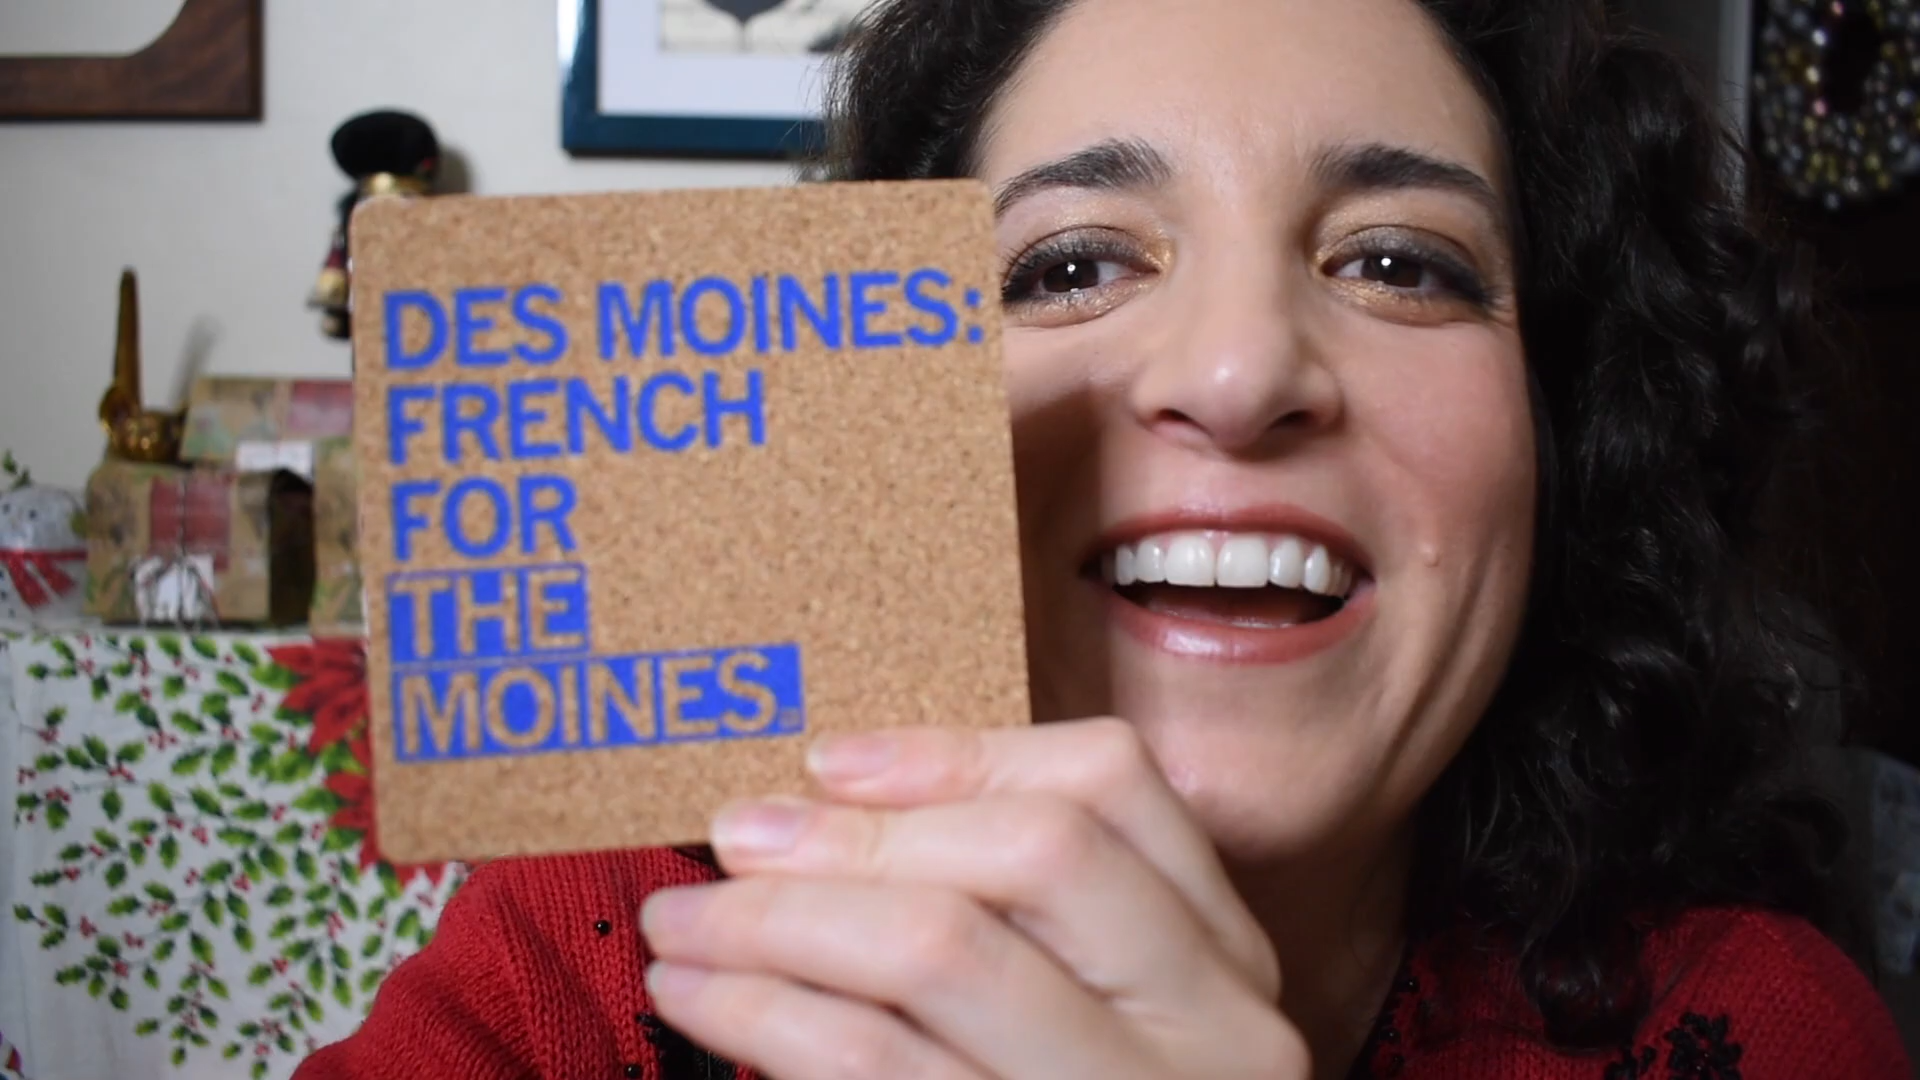 DES MOINES:
FRENCH
FOR
THE
MOINES.